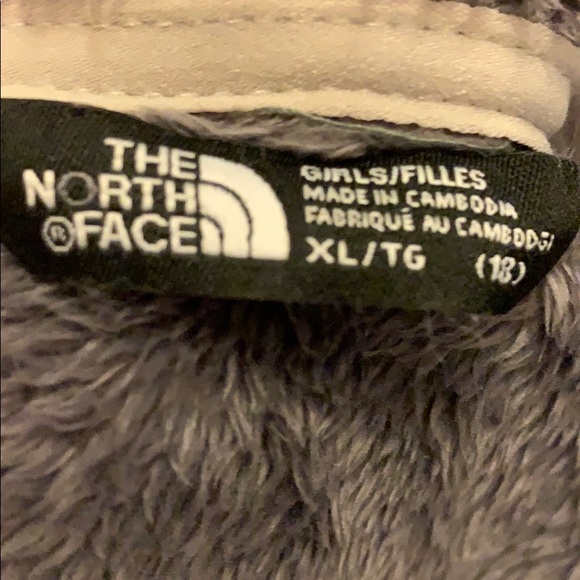 THE
NORTH
®FACE
GIRLS/FILLES
MADE IN CAMBODIA
FABRIQUÉ AU CAMBODGE
XL/TG (18)